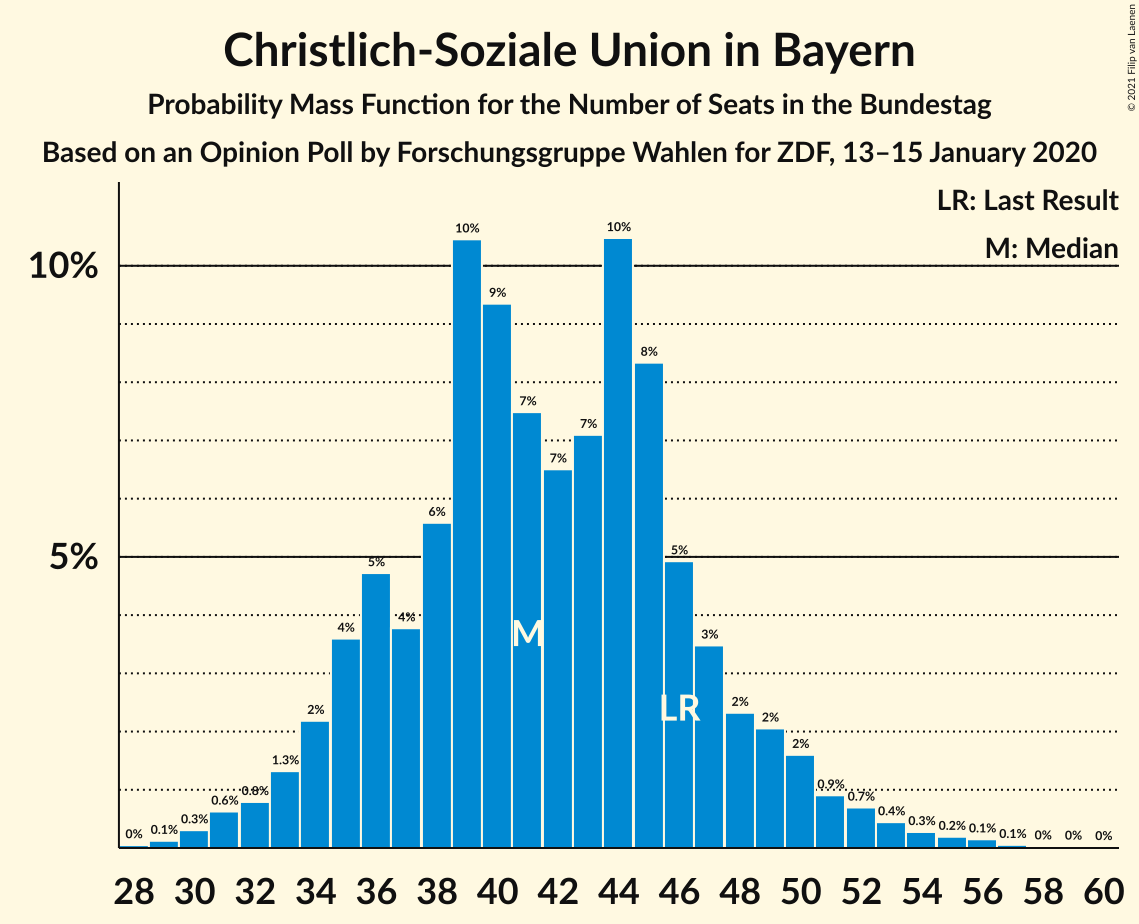 Christlich-Soziale Union in Bayern
Probability Mass Function for the Number of Seats in the Bundestag
Based on an Opinion Poll by Forschungsgruppe Wahlen for ZDF, 13–15 January 2020
© 2021 Filip van Laenen
LR: Last Result
M: Median
10%
5%
0% 0.1% 0.3% 0.6% 0.8% 1.3% 2% 4% 5% 4% 6% 10% 9% 7% 7% 7% 10% 8% 5% 3% 2% 2% 2% 0.9% 0.7% 0.4% 0.3% 0.2% 0.1% 0.1% 0% 0% 0%
M
LR
28 30 32 34 36 38 40 42 44 46 48 50 52 54 56 58 60